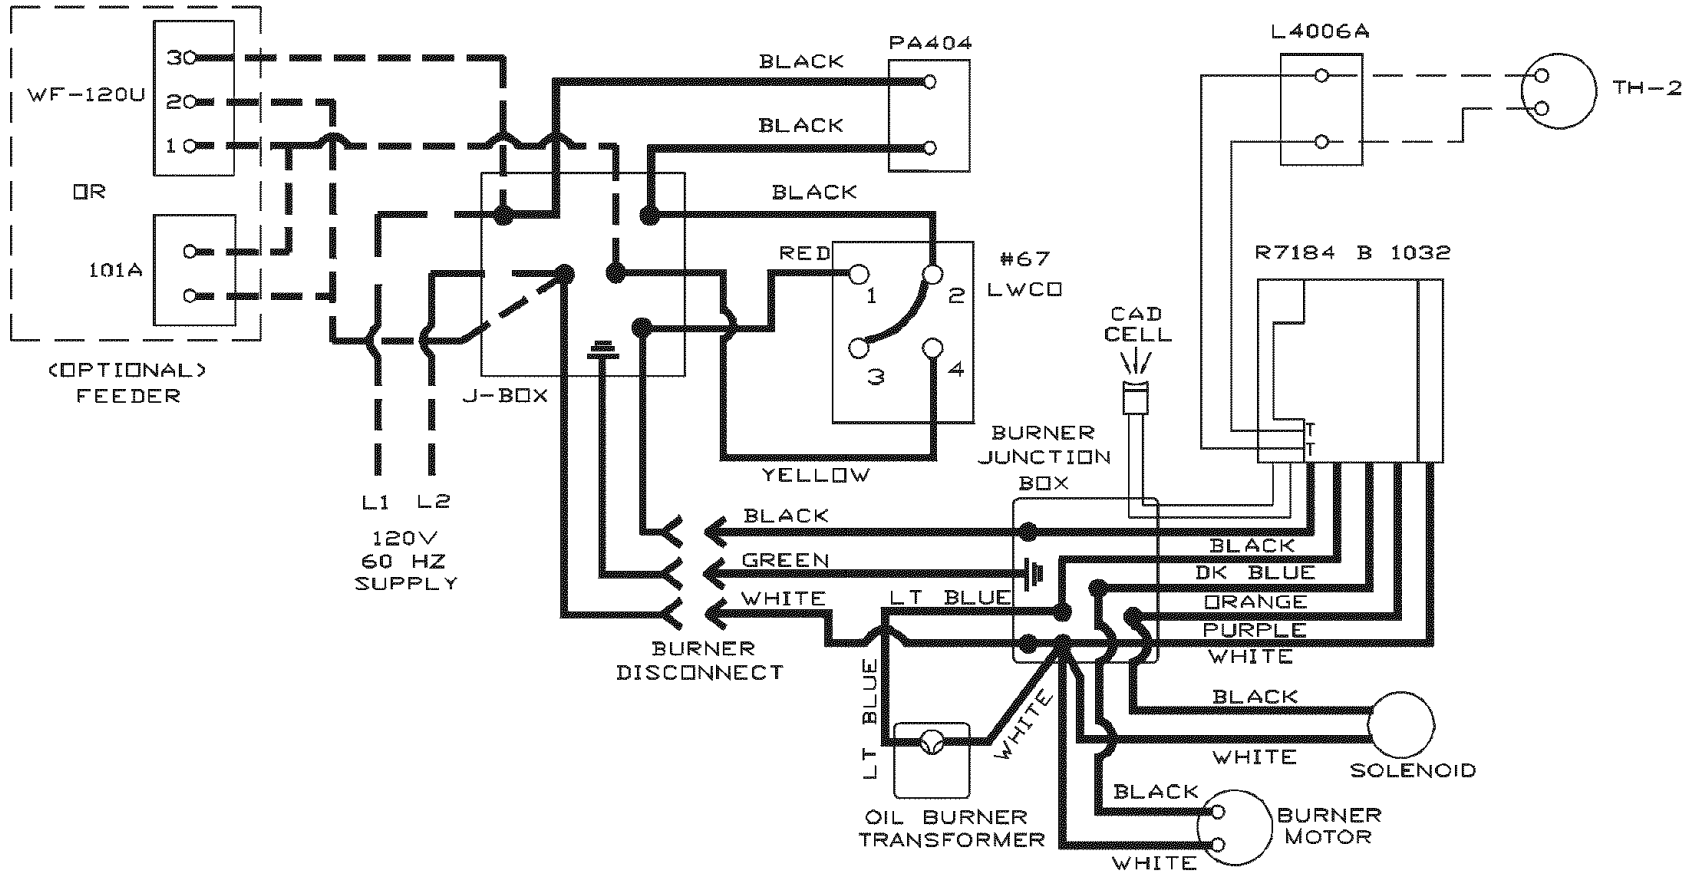 WF-120U
3
2
1
OR
101A
(OPTIONAL)
FEEDER
L1 L2
120V
60 HZ
SUPPLY
J-BOX
BLACK
BLACK
BLACK
PA404
RED
1
2
3
4
#67
LWCO
YELLOW
L4006A
TH-2
R7184 B 1032
T
T
CAD
CELL
BURNER
JUNCTION
BOX
BLACK
GREEN
WHITE
BURNER
DISCONNECT
LT BLUE
LT BLUE
BLACK
DK BLUE
ORANGE
PURPLE
WHITE
WHITE
BLACK
WHITE
SOLENOID
BLACK
WHITE
BURNER
MOTOR
OIL BURNER
TRANSFORMER